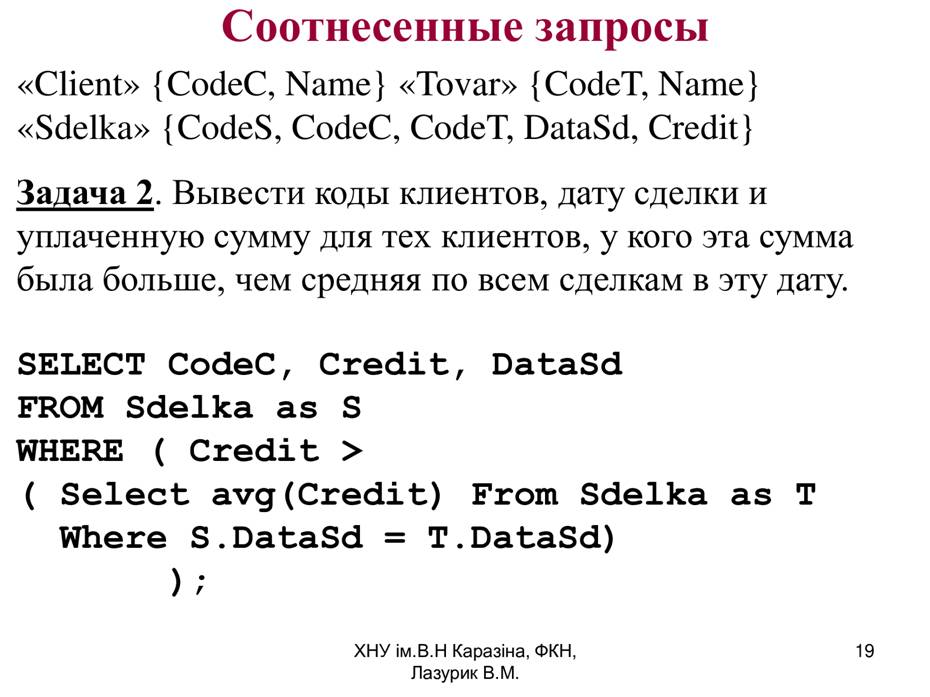 Соотнесенные запросы
«Client» {CodeC, Name} «Tovar» {CodeT, Name}
«Sdelka» {CodeS, CodeC, CodeT, DataSd, Credit}
Задача 2. Вывести коды клиентов, дату сделки и
уплаченную сумму для тех клиентов, у кого эта сумма
была больше, чем средняя по всем сделкам в эту дату.
SELECT CodeC, Credit, DataSd
FROM Sdelka as S
WHERE ( Credit >
( Select avg(Credit) From Sdelka as T
Where S.DataSd = T.DataSd)
);
ХНУ ім.В.Н Каразіна, ФКН,
Лазурик В.М.
19